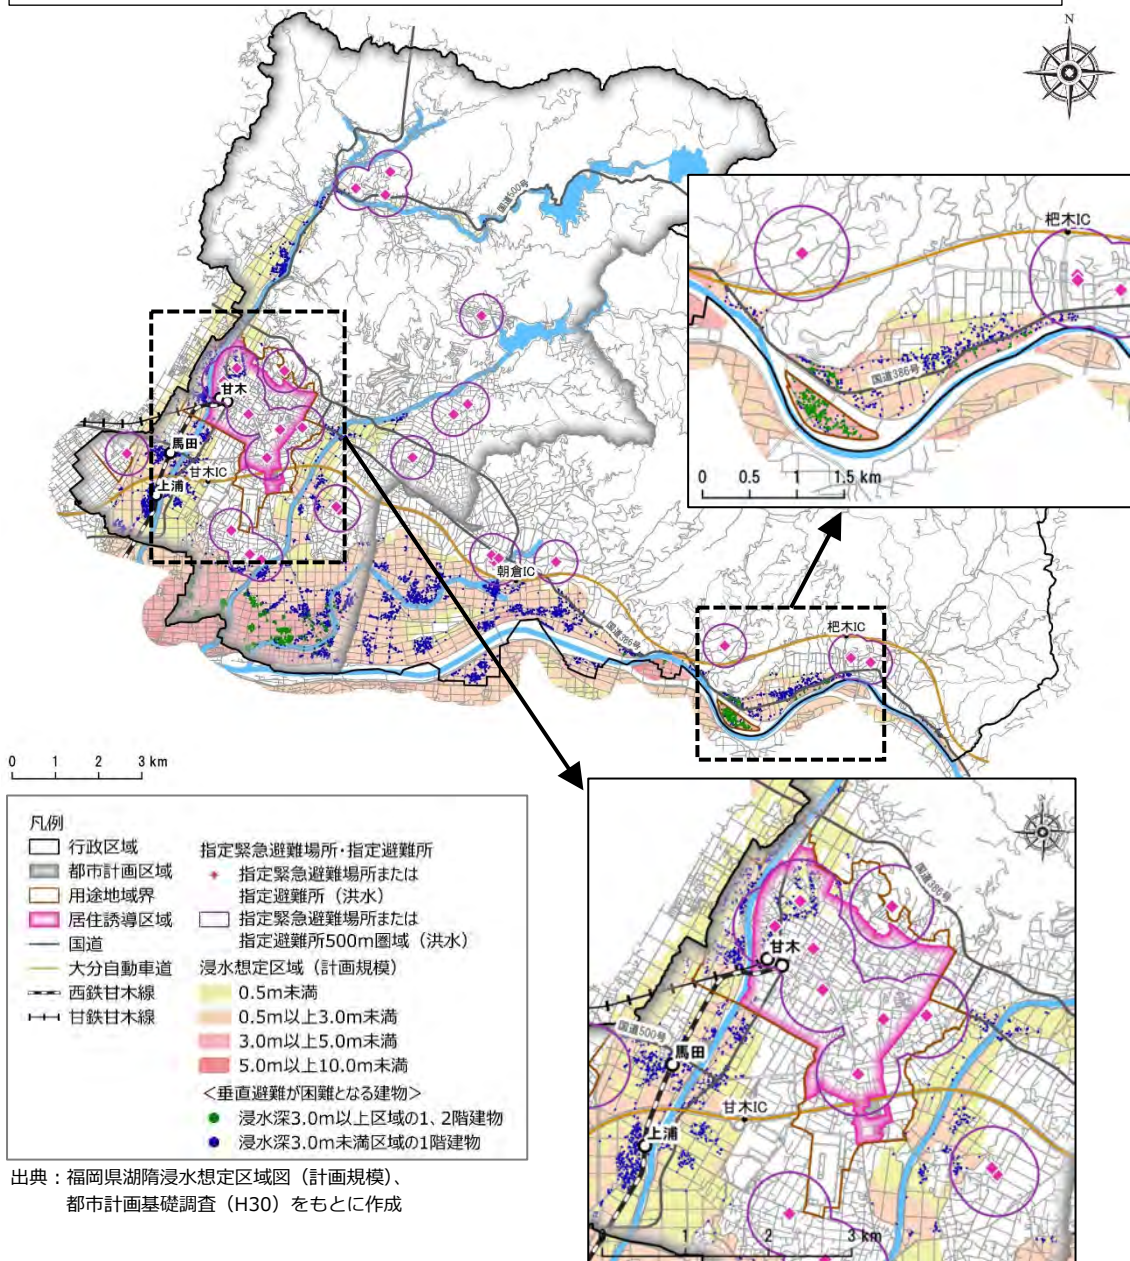 N
国道500号
杷木IC
国道386号
0 0.5 1 1.5 km
甘木
馬田
甘木IC
上浦
朝倉IC
国道386号
杷木IC
0 1 2 3 km
凡例
行政区域
都市計画区域
用途地域界
居住誘導区域
国道
大分自動車道
西鉄甘木線
甘鉄甘木線
指定緊急避難場所・指定避難所
指定緊急避難場所または
指定避難所（洪水）
指定緊急避難場所または
指定避難所500m圏域（洪水）
浸水想定区域（計画規模）
0.5m未満
0.5m以上3.0m未満
3.0m以上5.0m未満
5.0m以上10.0m未満
＜垂直避難が困難となる建物＞
浸水深3.0m以上区域の1、2階建物
浸水深3.0m未満区域の1階建物
出典：福岡県湖隋浸水想定区域図（計画規模）、
都市計画基礎調査（H30）をもとに作成
N
国道386号
甘木
国道500号
馬田
甘木IC
上浦
1 2 3 km